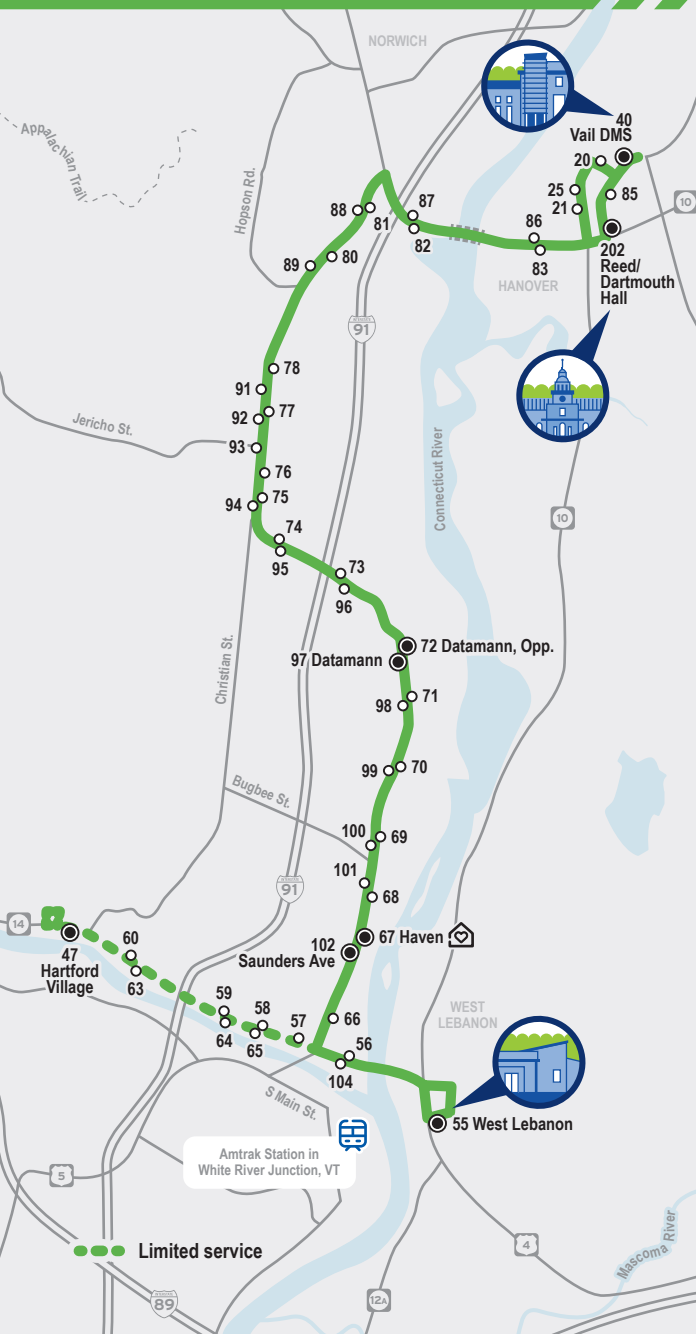 NORWICH
40
Vail DMS
Appalachian Trail
20
Hopson Rd.
25
85
21
10
88
87
81
82
86
83
202
Reed/
Dartmouth
Hall
HANOVER
89
80
INTERSTATE
91
78
91
92
77
Jericho St.
93
76
75
94
Connecticut River
10
74
95
73
96
72 Datamann, Opp.
97 Datamann
Christian St.
71
98
99
70
Bugbee St.
100
69
101
68
INTERSTATE
91
14
47
Hartford
Village
60
63
102
Saunders Ave
67 Haven
59
64
58
65
57
66
56
104
WEST
LEBANON
S Main St.
55 West Lebanon
Amtrak Station in
White River Junction, VT
5
Limited service
4
Mascoma River
INTERSTATE
89
12A